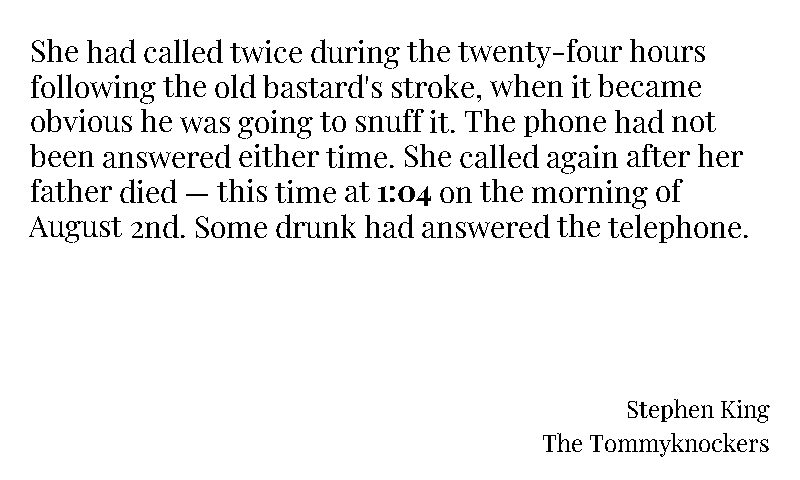 She had called twice during the twenty-four hours
following the old bastard's stroke, when it became
obvious he was going to snuff it. The phone had not
been answered either time. She called again after her
father died — this time at 1:04 on the morning of
August 2nd. Some drunk had answered the telephone.
Stephen King
The Tommyknockers